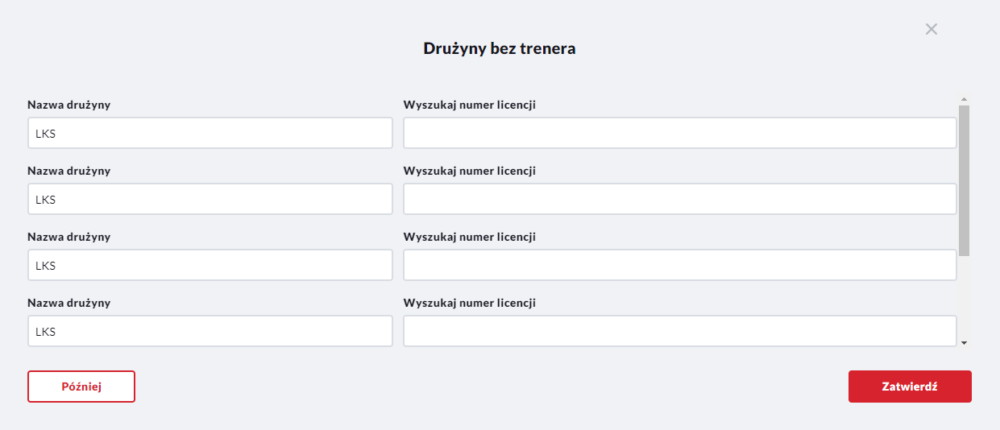 Drużyny bez trenera
Nazwa drużyny Wyszukaj numer licencji
LKS
Nazwa drużyny Wyszukaj numer licencji
LKS
Nazwa drużyny Wyszukaj numer licencji
LKS
Nazwa drużyny Wyszukaj numer licencji
LKS
Później Zatwierdź